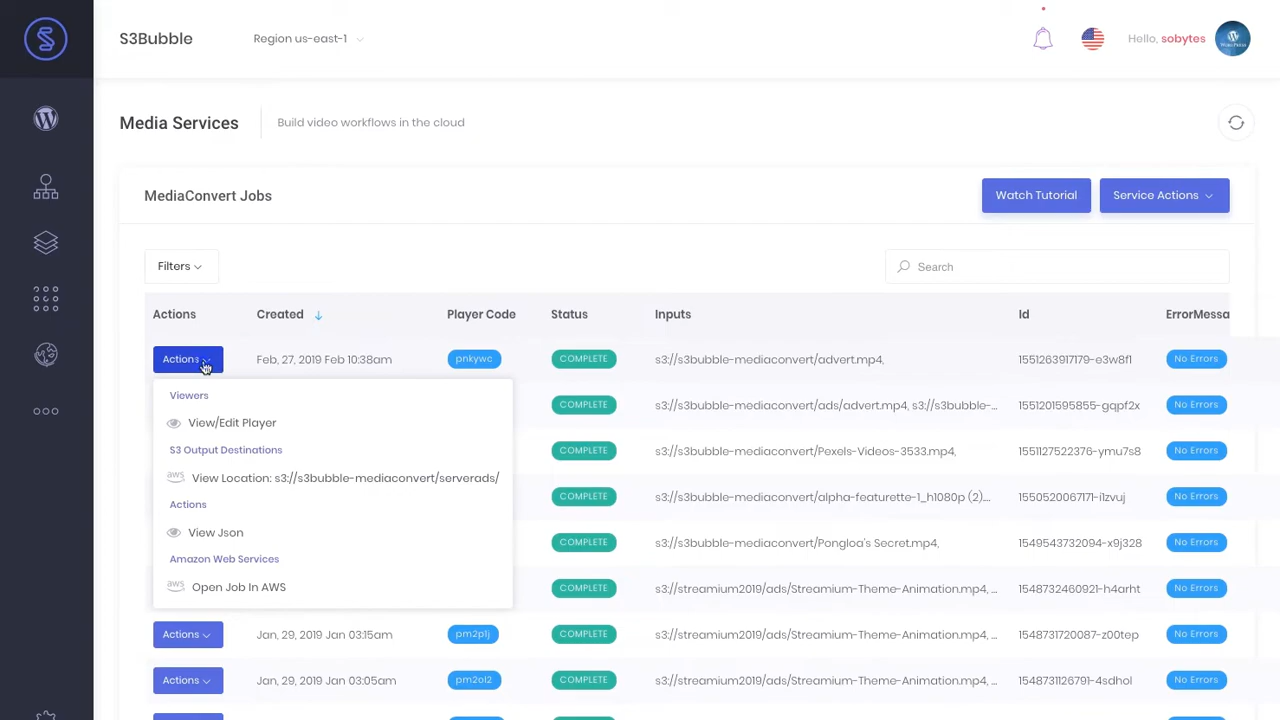 S3Bubble
Region us-east-1
Hello, sobytes
Media Services
Build video workflows in the cloud
MediaConvert Jobs
Watch Tutorial
Service Actions
Filters
Search
Actions Created Player Code Status Inputs Id ErrorMessa
Actions Feb, 27, 2019 Feb 10:38am pnkywc COMPLETE s3://s3bubble-mediaconvert/advert.mp4, 1551263917179-e3w8f1 No Errors
Viewers
View/Edit Player
S3 Output Destinations
aws View Location: s3://s3bubble-mediaconvert/serverads/
Actions
View Json
Amazon Web Services
aws Open Job In AWS
COMPLETE s3://s3bubble-mediaconvert/ads/advert.mp4, s3://s3bubble-... 1551201595855-gqpf2x No Errors
COMPLETE s3://s3bubble-mediaconvert/Pexels-Videos-3533.mp4, 1551127522376-ymu7s8 No Errors
COMPLETE s3://s3bubble-mediaconvert/alpha-featurette-1_h1080p (2).... 1550520067171-i1zvuj No Errors
COMPLETE s3://s3bubble-mediaconvert/Pongloa's Secret.mp4, 1549543732094-x9j328 No Errors
COMPLETE s3://streamium2019/ads/Streamium-Theme-Animation.mp4, ... 1548732460921-h4arht No Errors
Actions Jan, 29, 2019 Jan 03:15am pm2p1j COMPLETE s3://streamium2019/ads/Streamium-Theme-Animation.mp4, ... 1548731720087-z00tep No Errors
Actions Jan, 29, 2019 Jan 03:05am pm2ol2 COMPLETE s3://streamium2019/ads/Streamium-Theme-Animation.mp4, ... 1548731126791-4sdhol No Errors